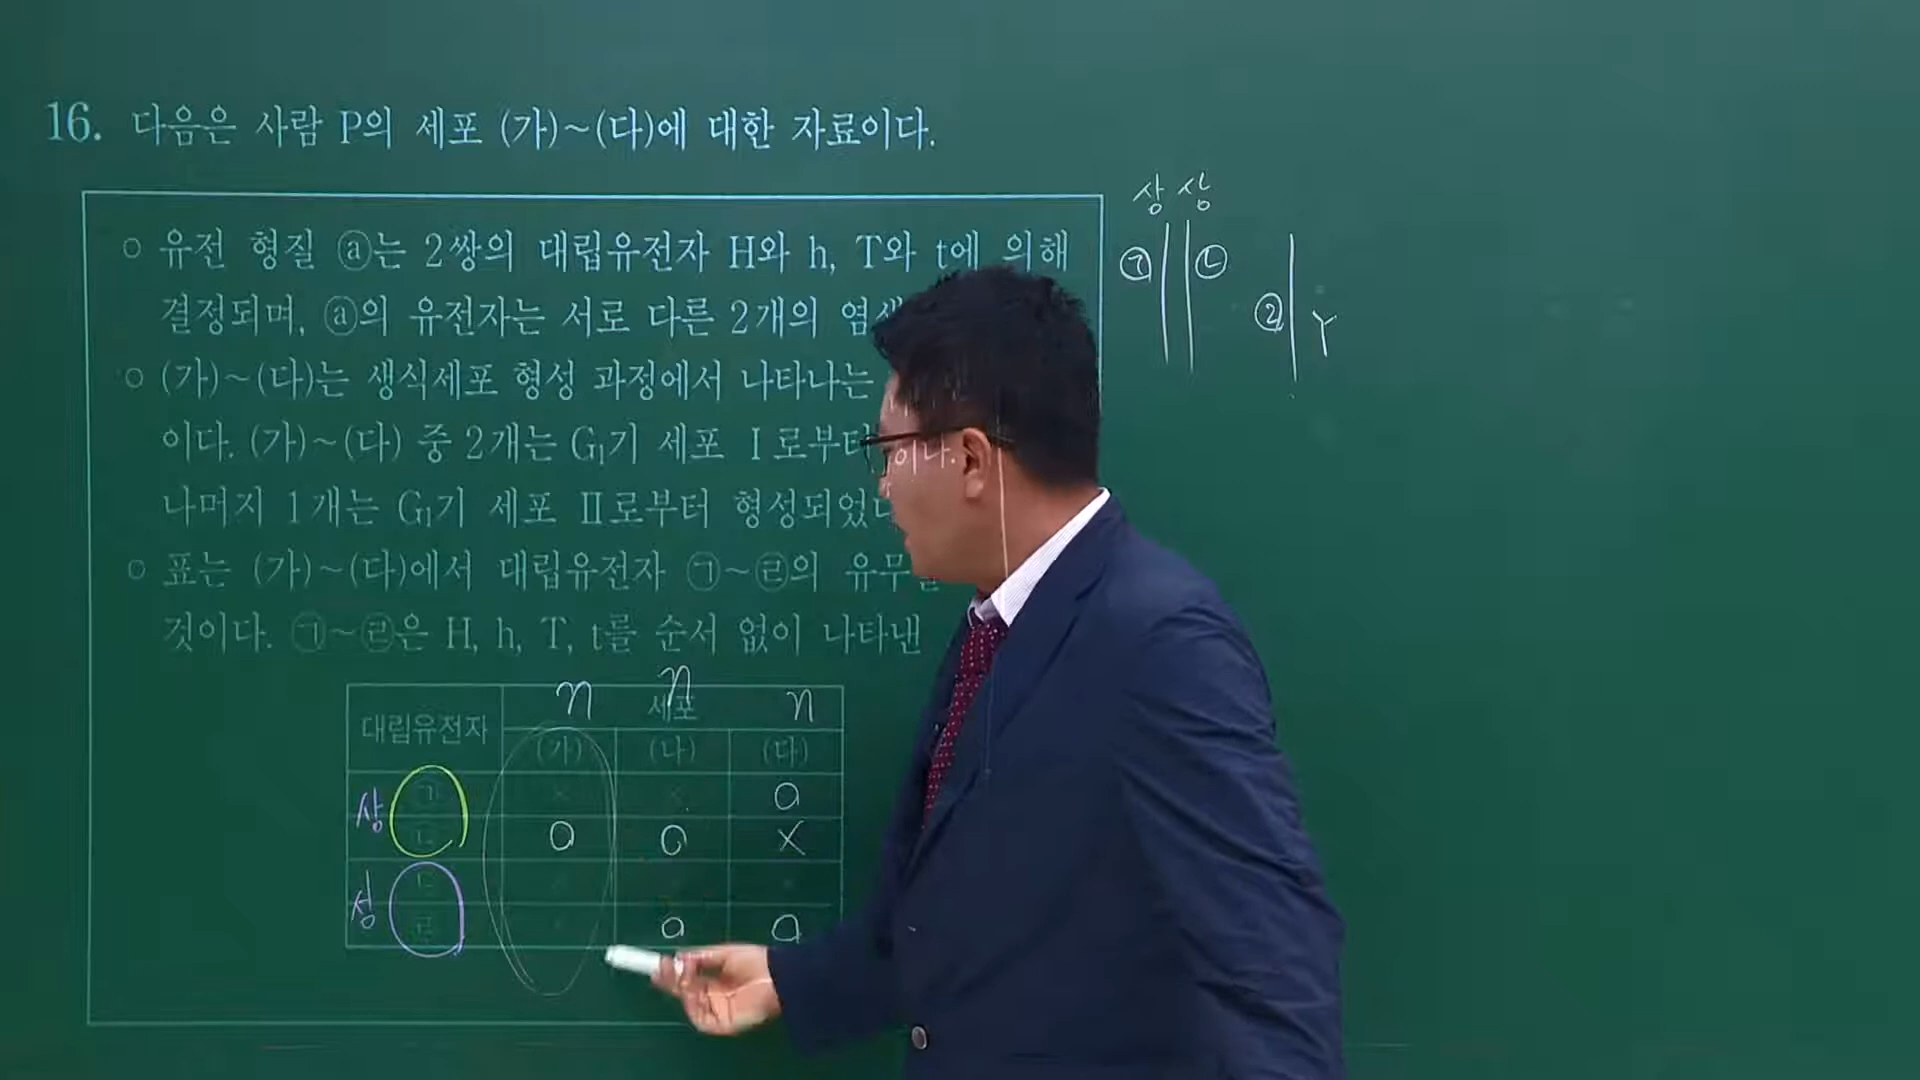 16. 다음은 사람 P의 세포 (가)~(다)에 대한 자료이다.
○ 유전 형질 ⓐ는 2쌍의 대립유전자 H와 h, T와 t에 의해
결정되며, ⓐ의 유전자는 서로 다른 2개의
○ (가)~(다)는 생식세포 형성 과정에서 나타나는
이다. (가)~(다) 중 2개는 G₁기 세포 Ⅰ로부터 이다.
나머지 1개는 G₁기 세포 Ⅱ로부터 형성되었다
○ 표는 (가)~(다)에서 대립유전자 ㉠~㉣의 유무를
것이다. ㉠~㉣은 H, h, T, t를 순서 없이 나타낸
n n n
대립유전자 세포
(가) (나) (다)
상 ㉠ × × O
O O X
성 × ×
㉣ × O O
상 상
㉠ ㉡
㉣ Y